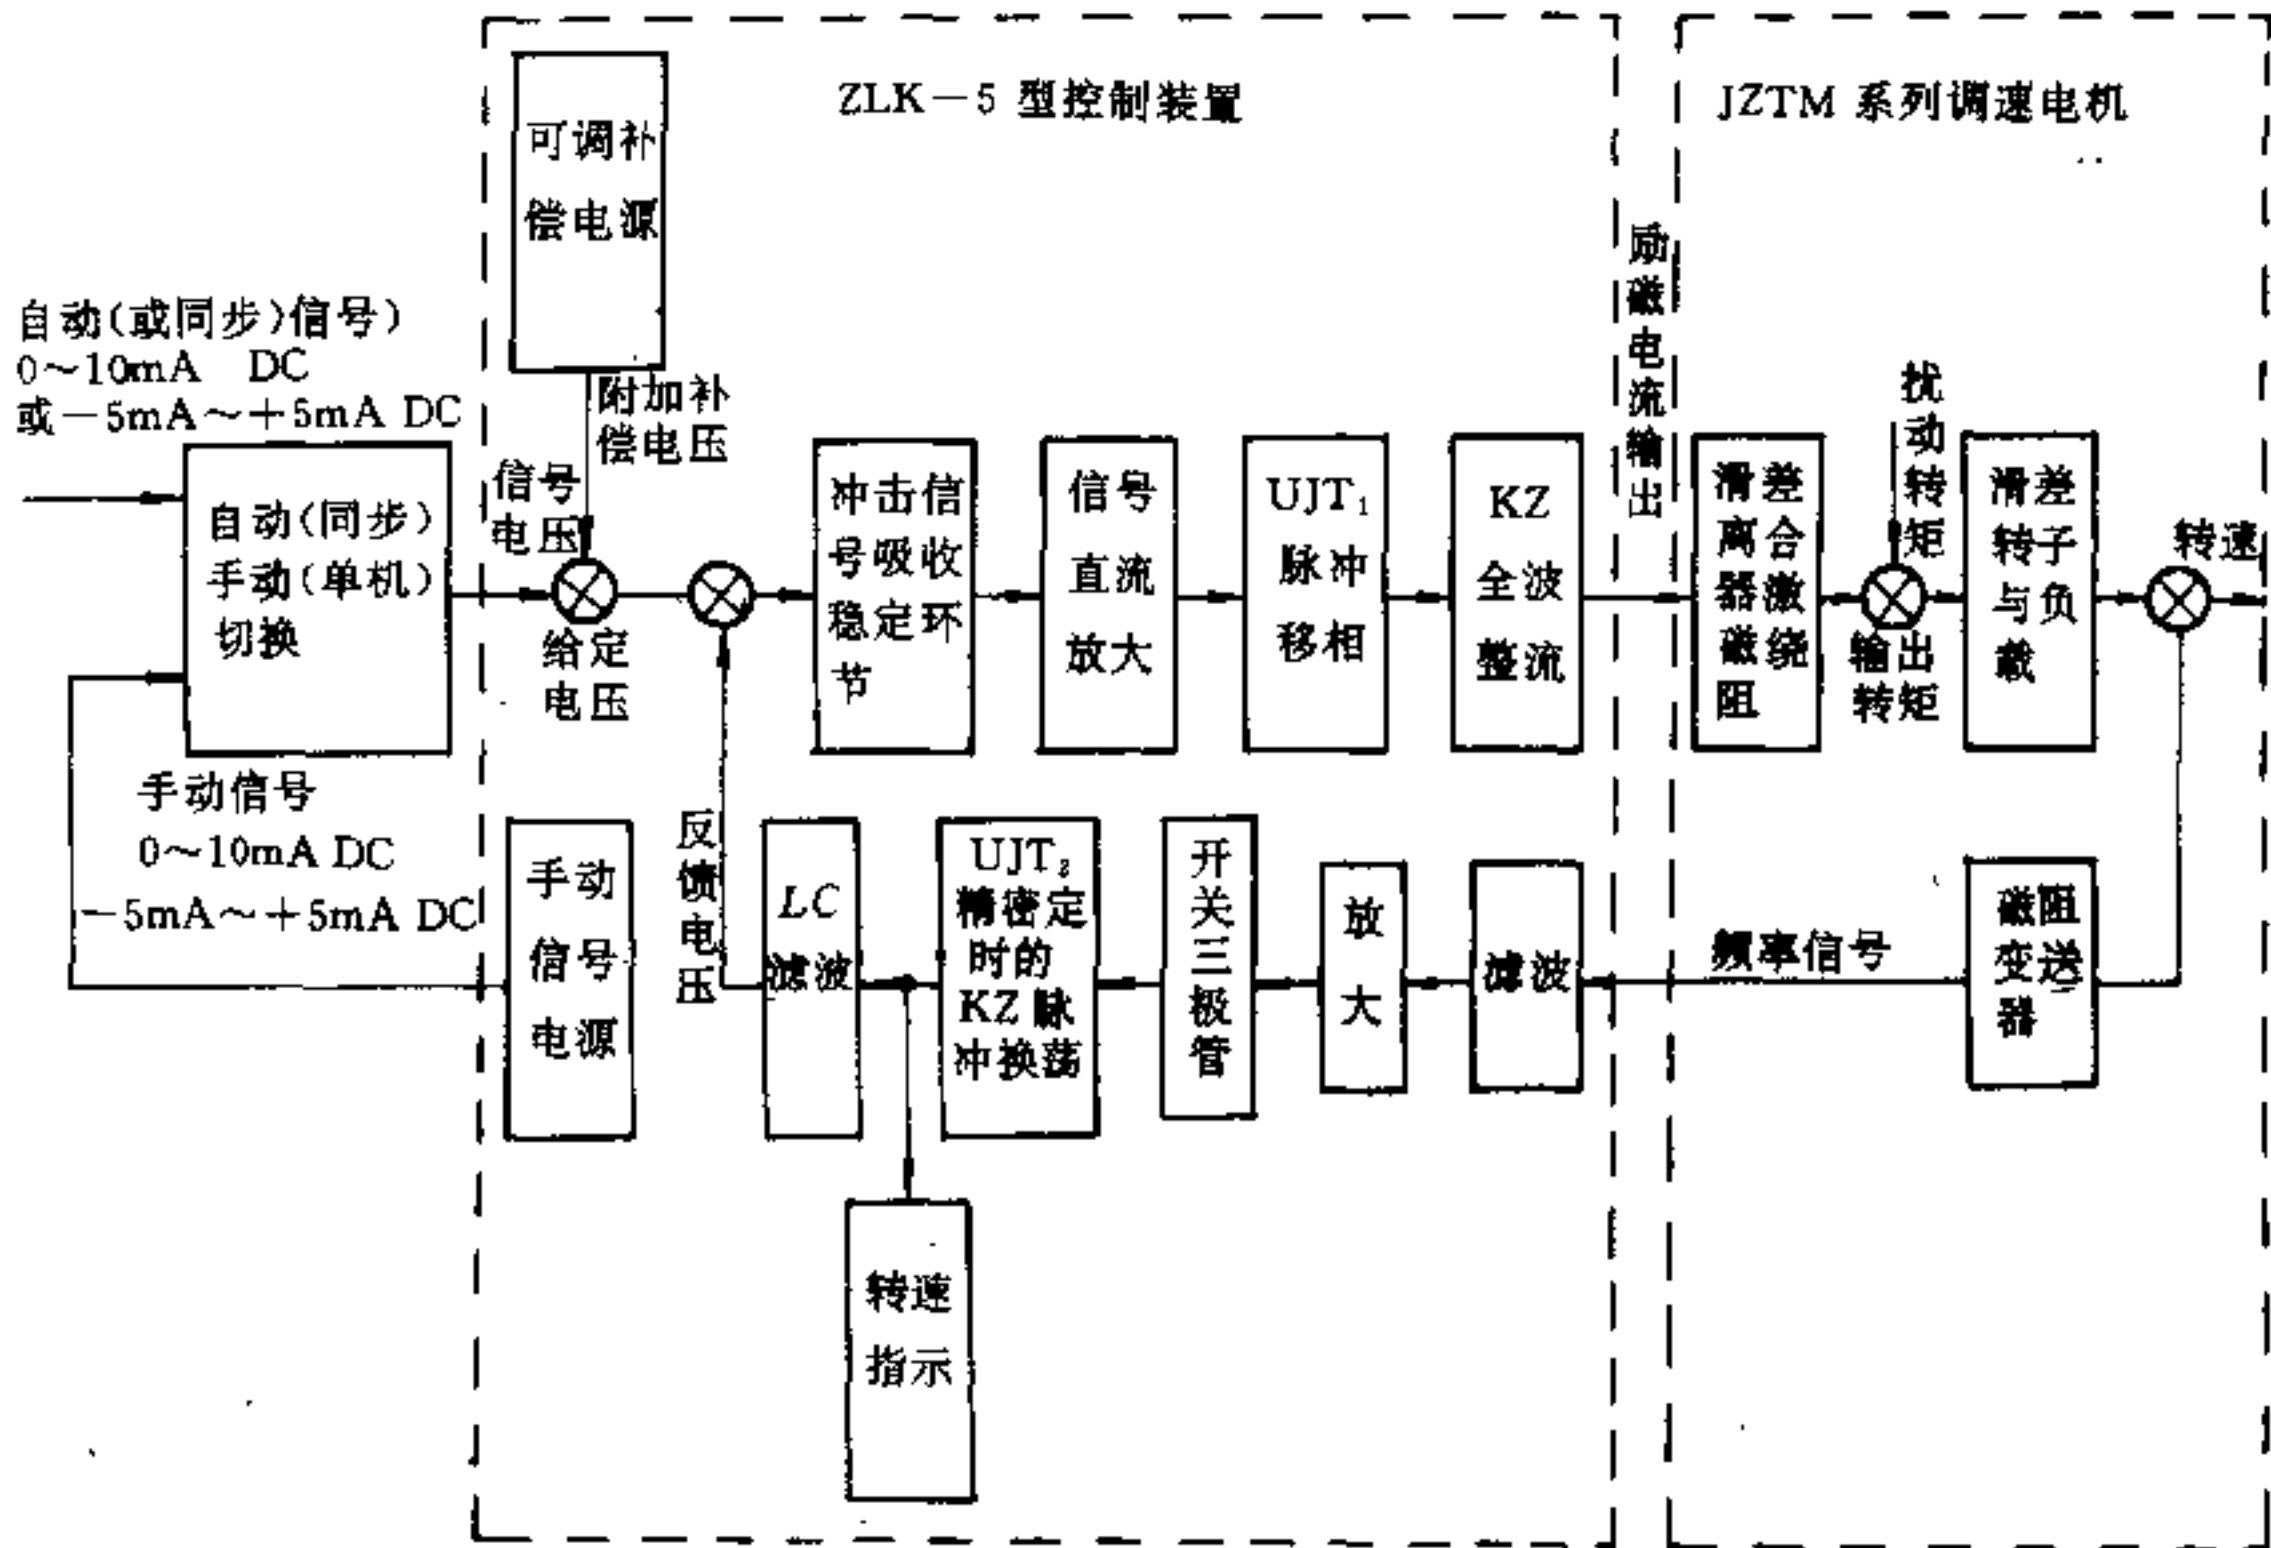 ZLK－5 型控制装置
JZTM 系列调速电机
可调补
偿电源
自动(或同步)信号)
0～10mA DC
或－5mA～＋5mA DC
附加补
偿电压
信号
电压
自动(同步)
手动(单机)
切换
给定
电压
冲击信
号吸收
稳定环
节
信号
直流
放大
UJT₁
脉冲
移相
KZ
全波
整流
励磁电流输出
滑差
离合
器激
磁绕
阻
扰动转矩
输出
转矩
滑差
转子
与负
载
转速
手动信号
0～10mA DC
－5mA～＋5mA DC
手动
信号
电源
反馈电压
LC
滤波
UJT₂
精密定
时的
KZ 脉
冲换荡
开关三极管
放大
滤波
频率信号
磁阻
变送
器
转速
指示